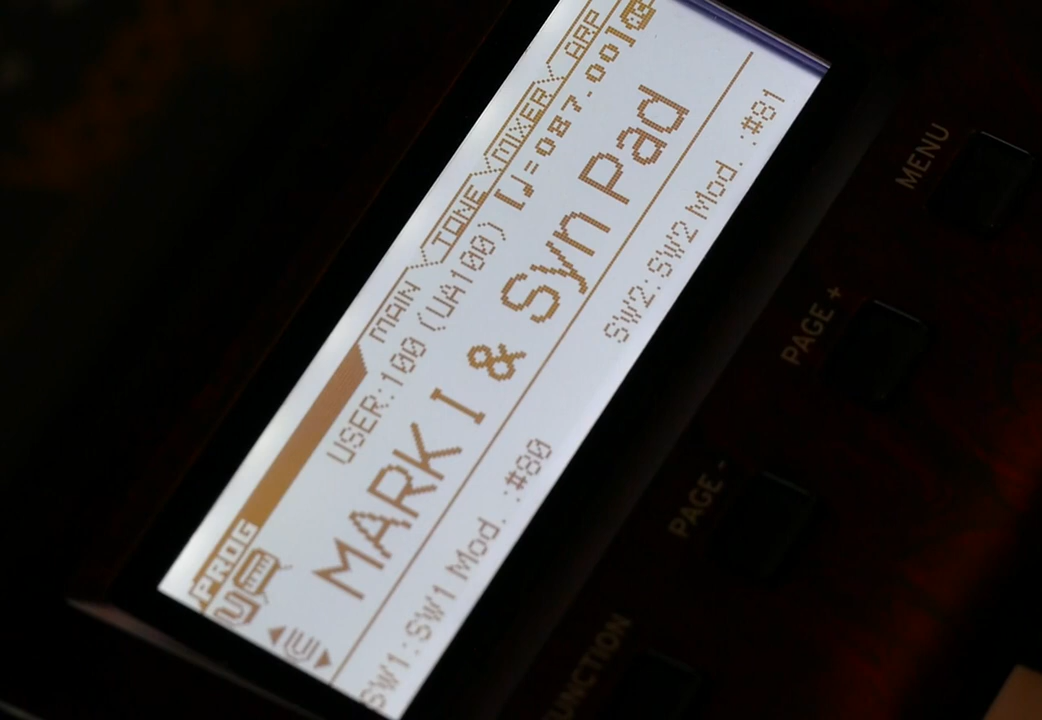 PROG MAIN TONE MIXER ARP
U USER:100 (UA100) [♩=087.00]
MARK I & Syn Pad
SW1:SW1 Mod. :#80 SW2:SW2 Mod. :#81
MENU
PAGE +
PAGE -
FUNCTION